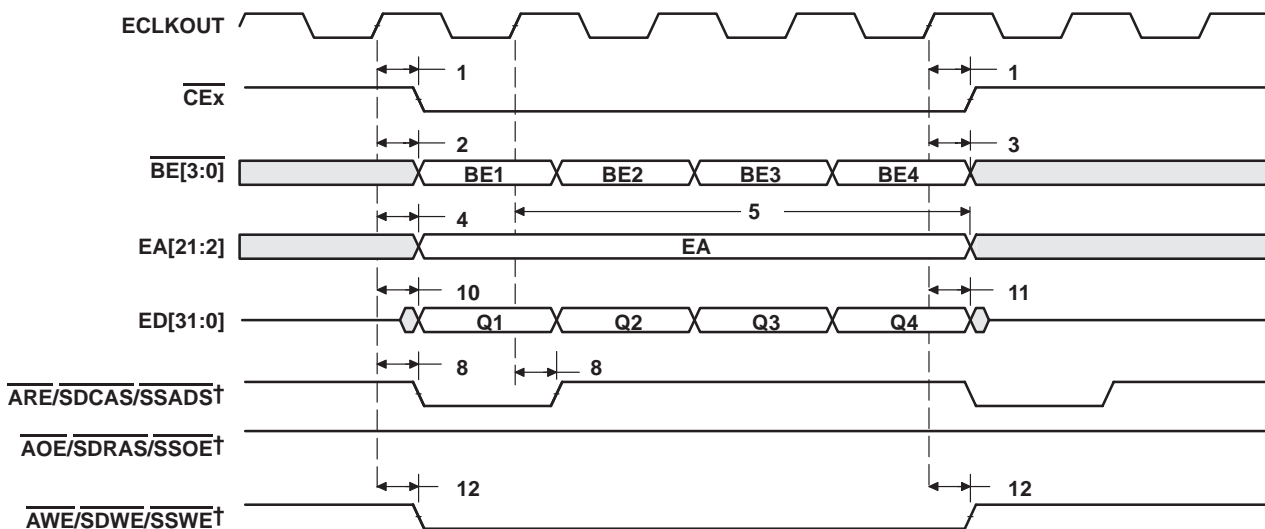 ECLKOUT
1 1
CEx
2 3
BE[3:0] BE1 BE2 BE3 BE4
5
4
EA[21:2] EA
10 11
ED[31:0] Q1 Q2 Q3 Q4
8 8
ARE/SDCAS/SSADS†
AOE/SDRAS/SSOE†
12 12
AWE/SDWE/SSWE†